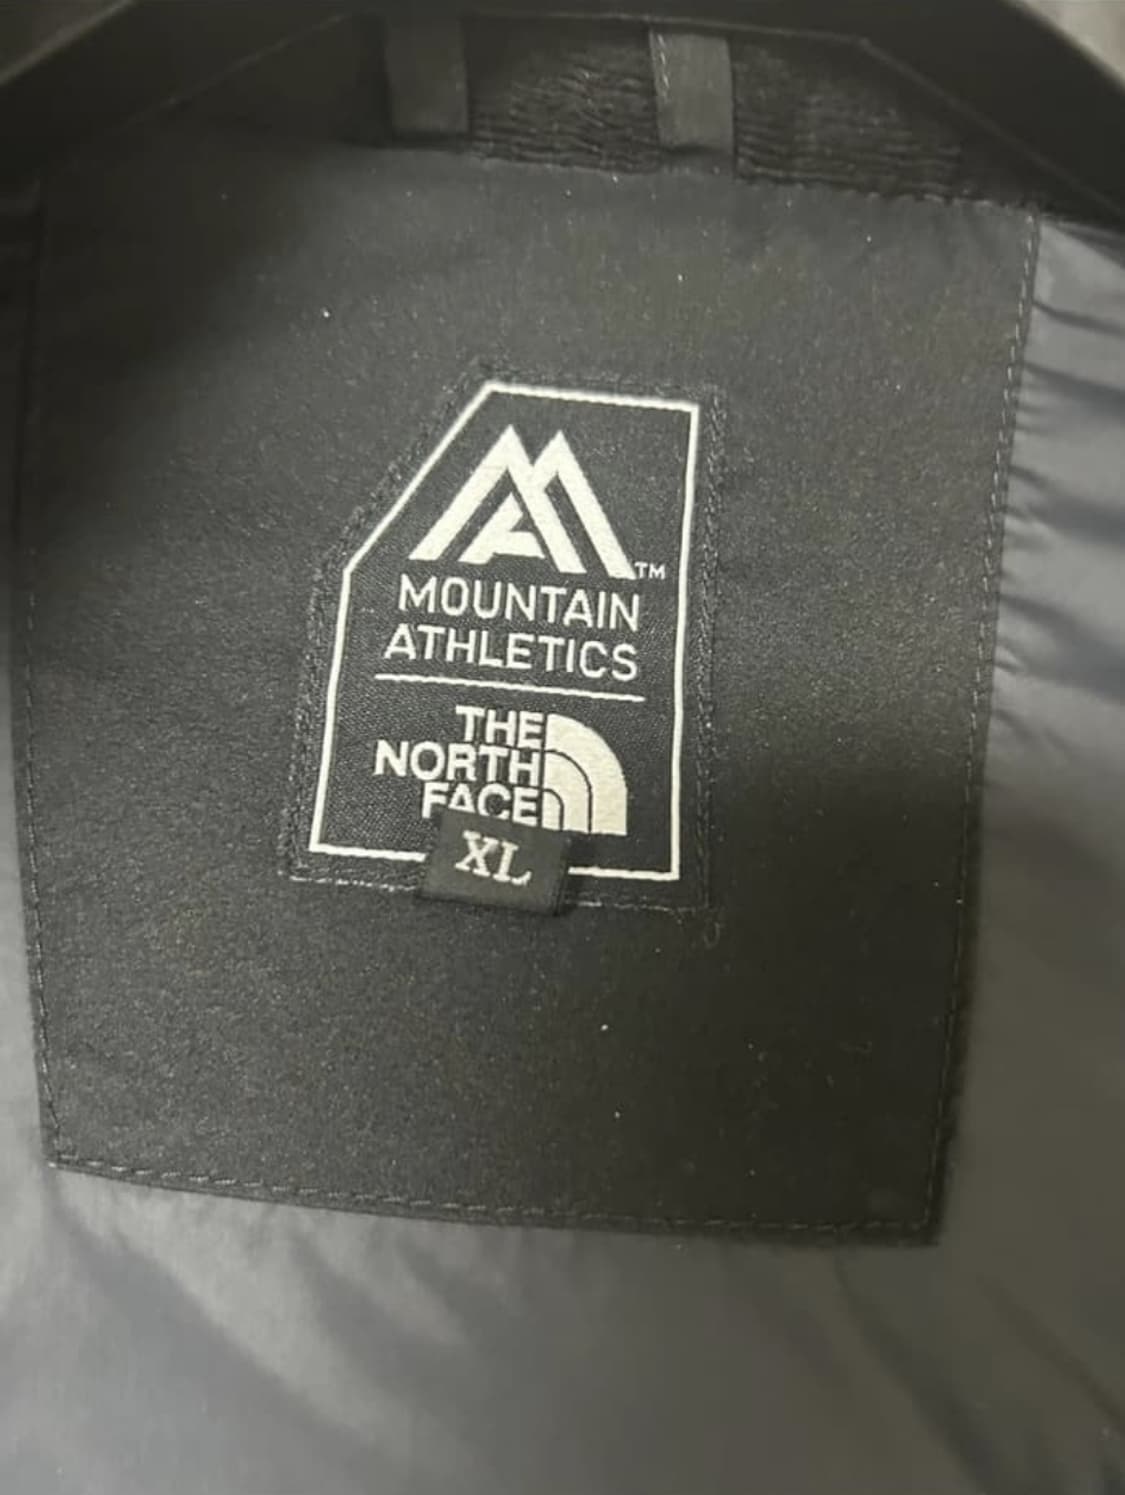 TM
MOUNTAIN
ATHLETICS
THE
NORTH
FACE
XL